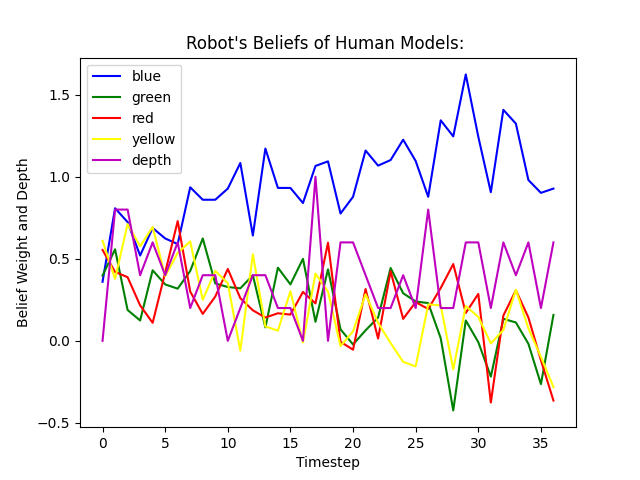 Robot's Beliefs of Human Models:
blue
green
red
yellow
depth
Belief Weight and Depth
1.5
1.0
0.5
0.0
−0.5
0 5 10 15 20 25 30 35
Timestep